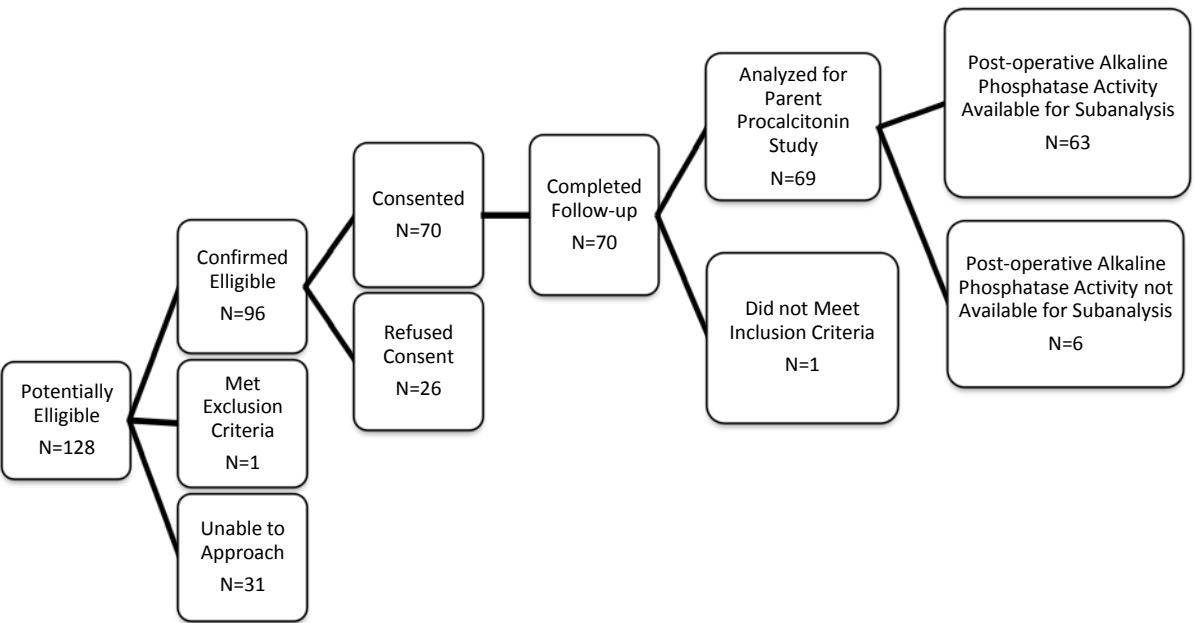 Potentially
Elligible
N=128
Confirmed
Elligible
N=96
Met
Exclusion
Criteria
N=1
Unable to
Approach
N=31
Consented
N=70
Refused
Consent
N=26
Completed
Follow-up
N=70
Analyzed for
Parent
Procalcitonin
Study
N=69
Did not Meet
Inclusion Criteria
N=1
Post-operative Alkaline
Phosphatase Activity
Available for Subanalysis
N=63
Post-operative Alkaline
Phosphatase Activity not
Available for Subanalysis
N=6